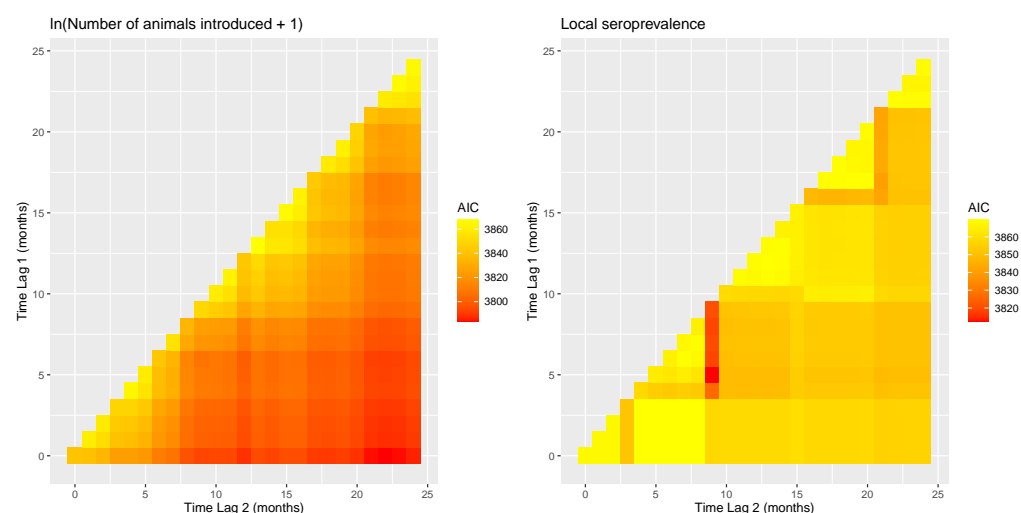 ln(Number of animals introduced + 1)
25
20
15
10
5
0
Time Lag 1 (months)
0 5 10 15 20 25
Time Lag 2 (months)
AIC
3860
3840
3820
3800
Local seroprevalence
25
20
15
10
5
0
Time Lag 1 (months)
0 5 10 15 20 25
Time Lag 2 (months)
AIC
3860
3850
3840
3830
3820